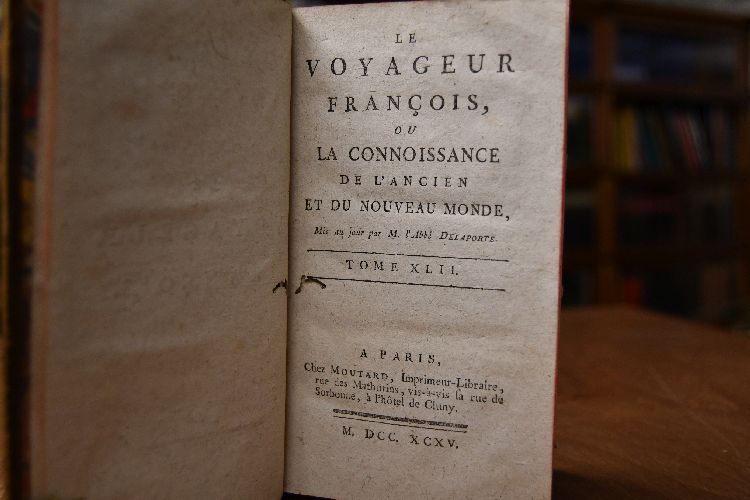 LE
VOYAGEUR
FRANÇOIS,
OU
LA CONNOISSANCE
DE L'ANCIEN
ET DU NOUVEAU MONDE,
Mis au jour par M. l'Abbé DELAPORTE.
TOME XLII.
A PARIS,
Chez MOUTARD, Imprimeur-Libraire,
rue des Mathurins, vis-à-vis la rue de
Sorbonne, à l'hôtel de Cluny.
M. DCC. XCXV.